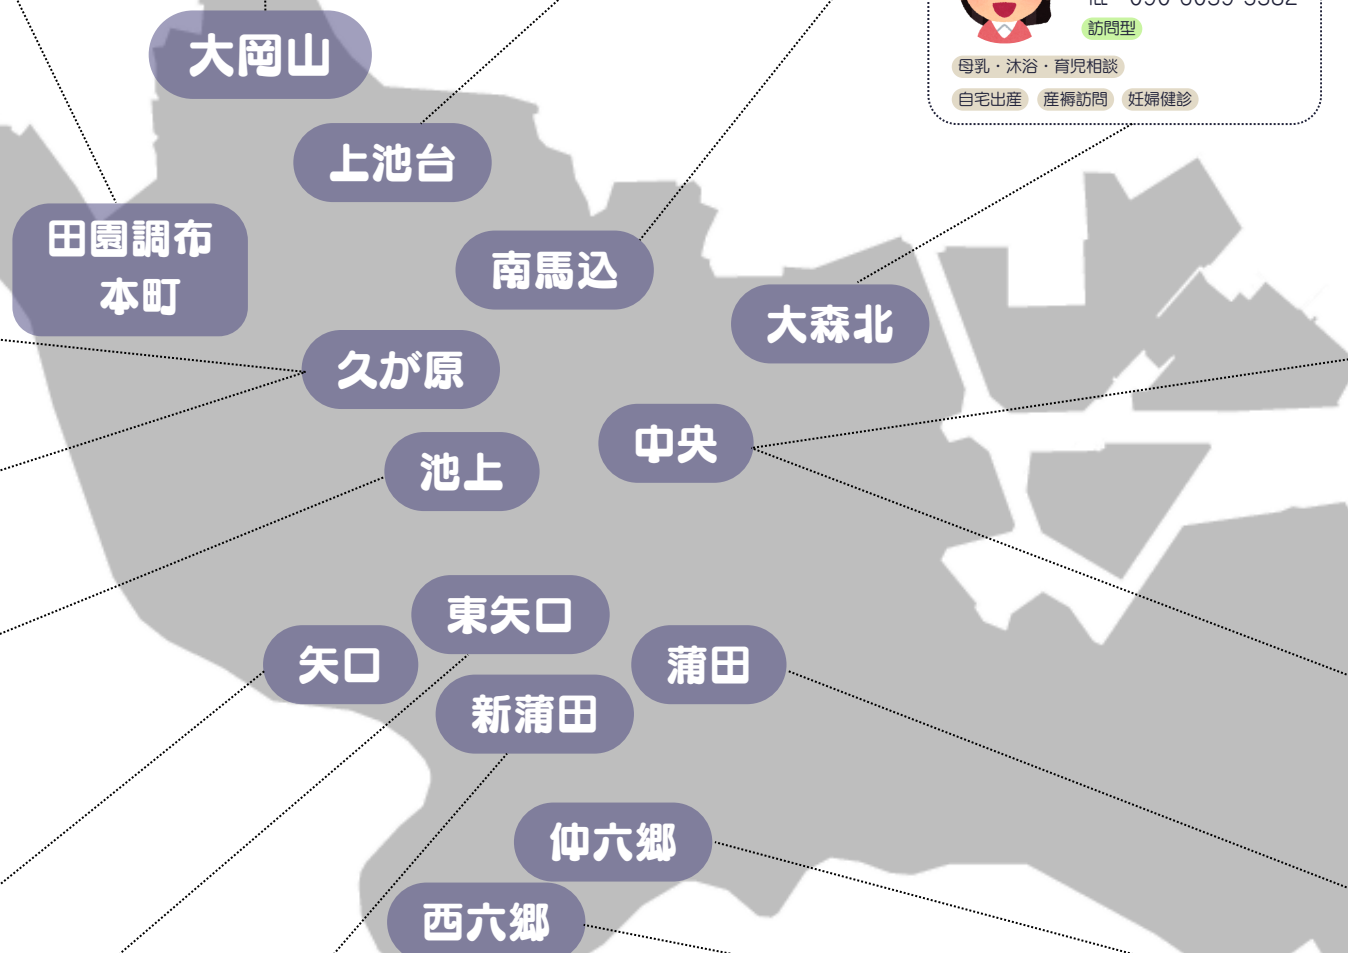 訪問型
母乳・沐浴・育児相談
自宅出産 産褥訪問 妊婦健診
大岡山
上池台
田園調布
本町
南馬込
大森北
久が原
中央
池上
東矢口
矢口
蒲田
新蒲田
仲六郷
西六郷